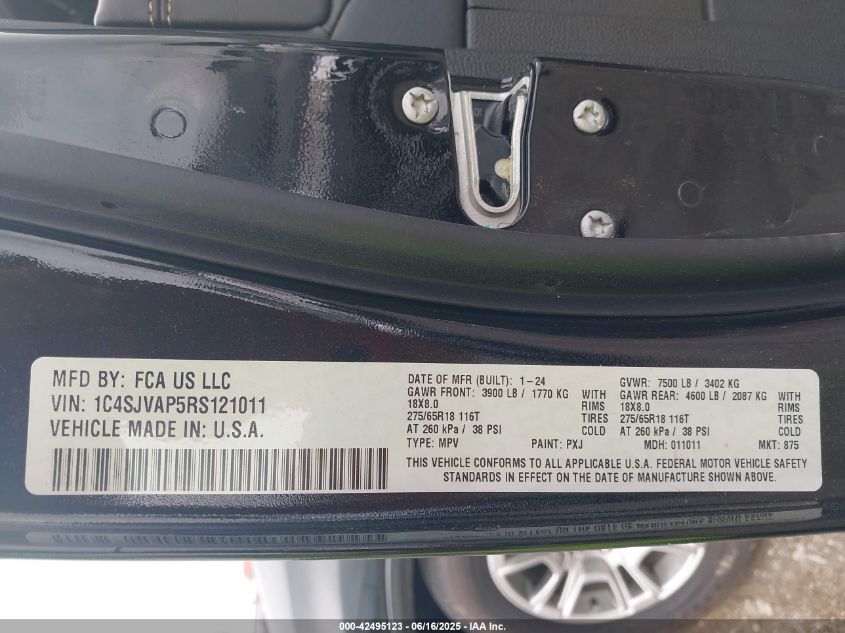 MFD BY: FCA US LLC
VIN: 1C4SJVAP5RS121011
VEHICLE MADE IN: U.S.A.
DATE OF MFR (BUILT): 1-24
GAWR FRONT: 3900 LB / 1770 KG WITH
18X8.0 TIRES
275/65R18 116T COLD
AT 260 kPa / 38 PSI
TYPE: MPV PAINT: PXJ
GVWR: 7500 LB / 3402 KG
GAWR REAR: 4600 LB / 2087 KG WITH
18X8.0 TIRES
275/65R18 116T COLD
AT 260 kPa / 38 PSI
MDH: 011011 MKT: 875
THIS VEHICLE CONFORMS TO ALL APPLICABLE U.S.A. FEDERAL MOTOR VEHICLE SAFETY
STANDARDS IN EFFECT ON THE DATE OF MANUFACTURE SHOWN ABOVE.
000-42495123 - 06/16/2025 - IAA Inc.